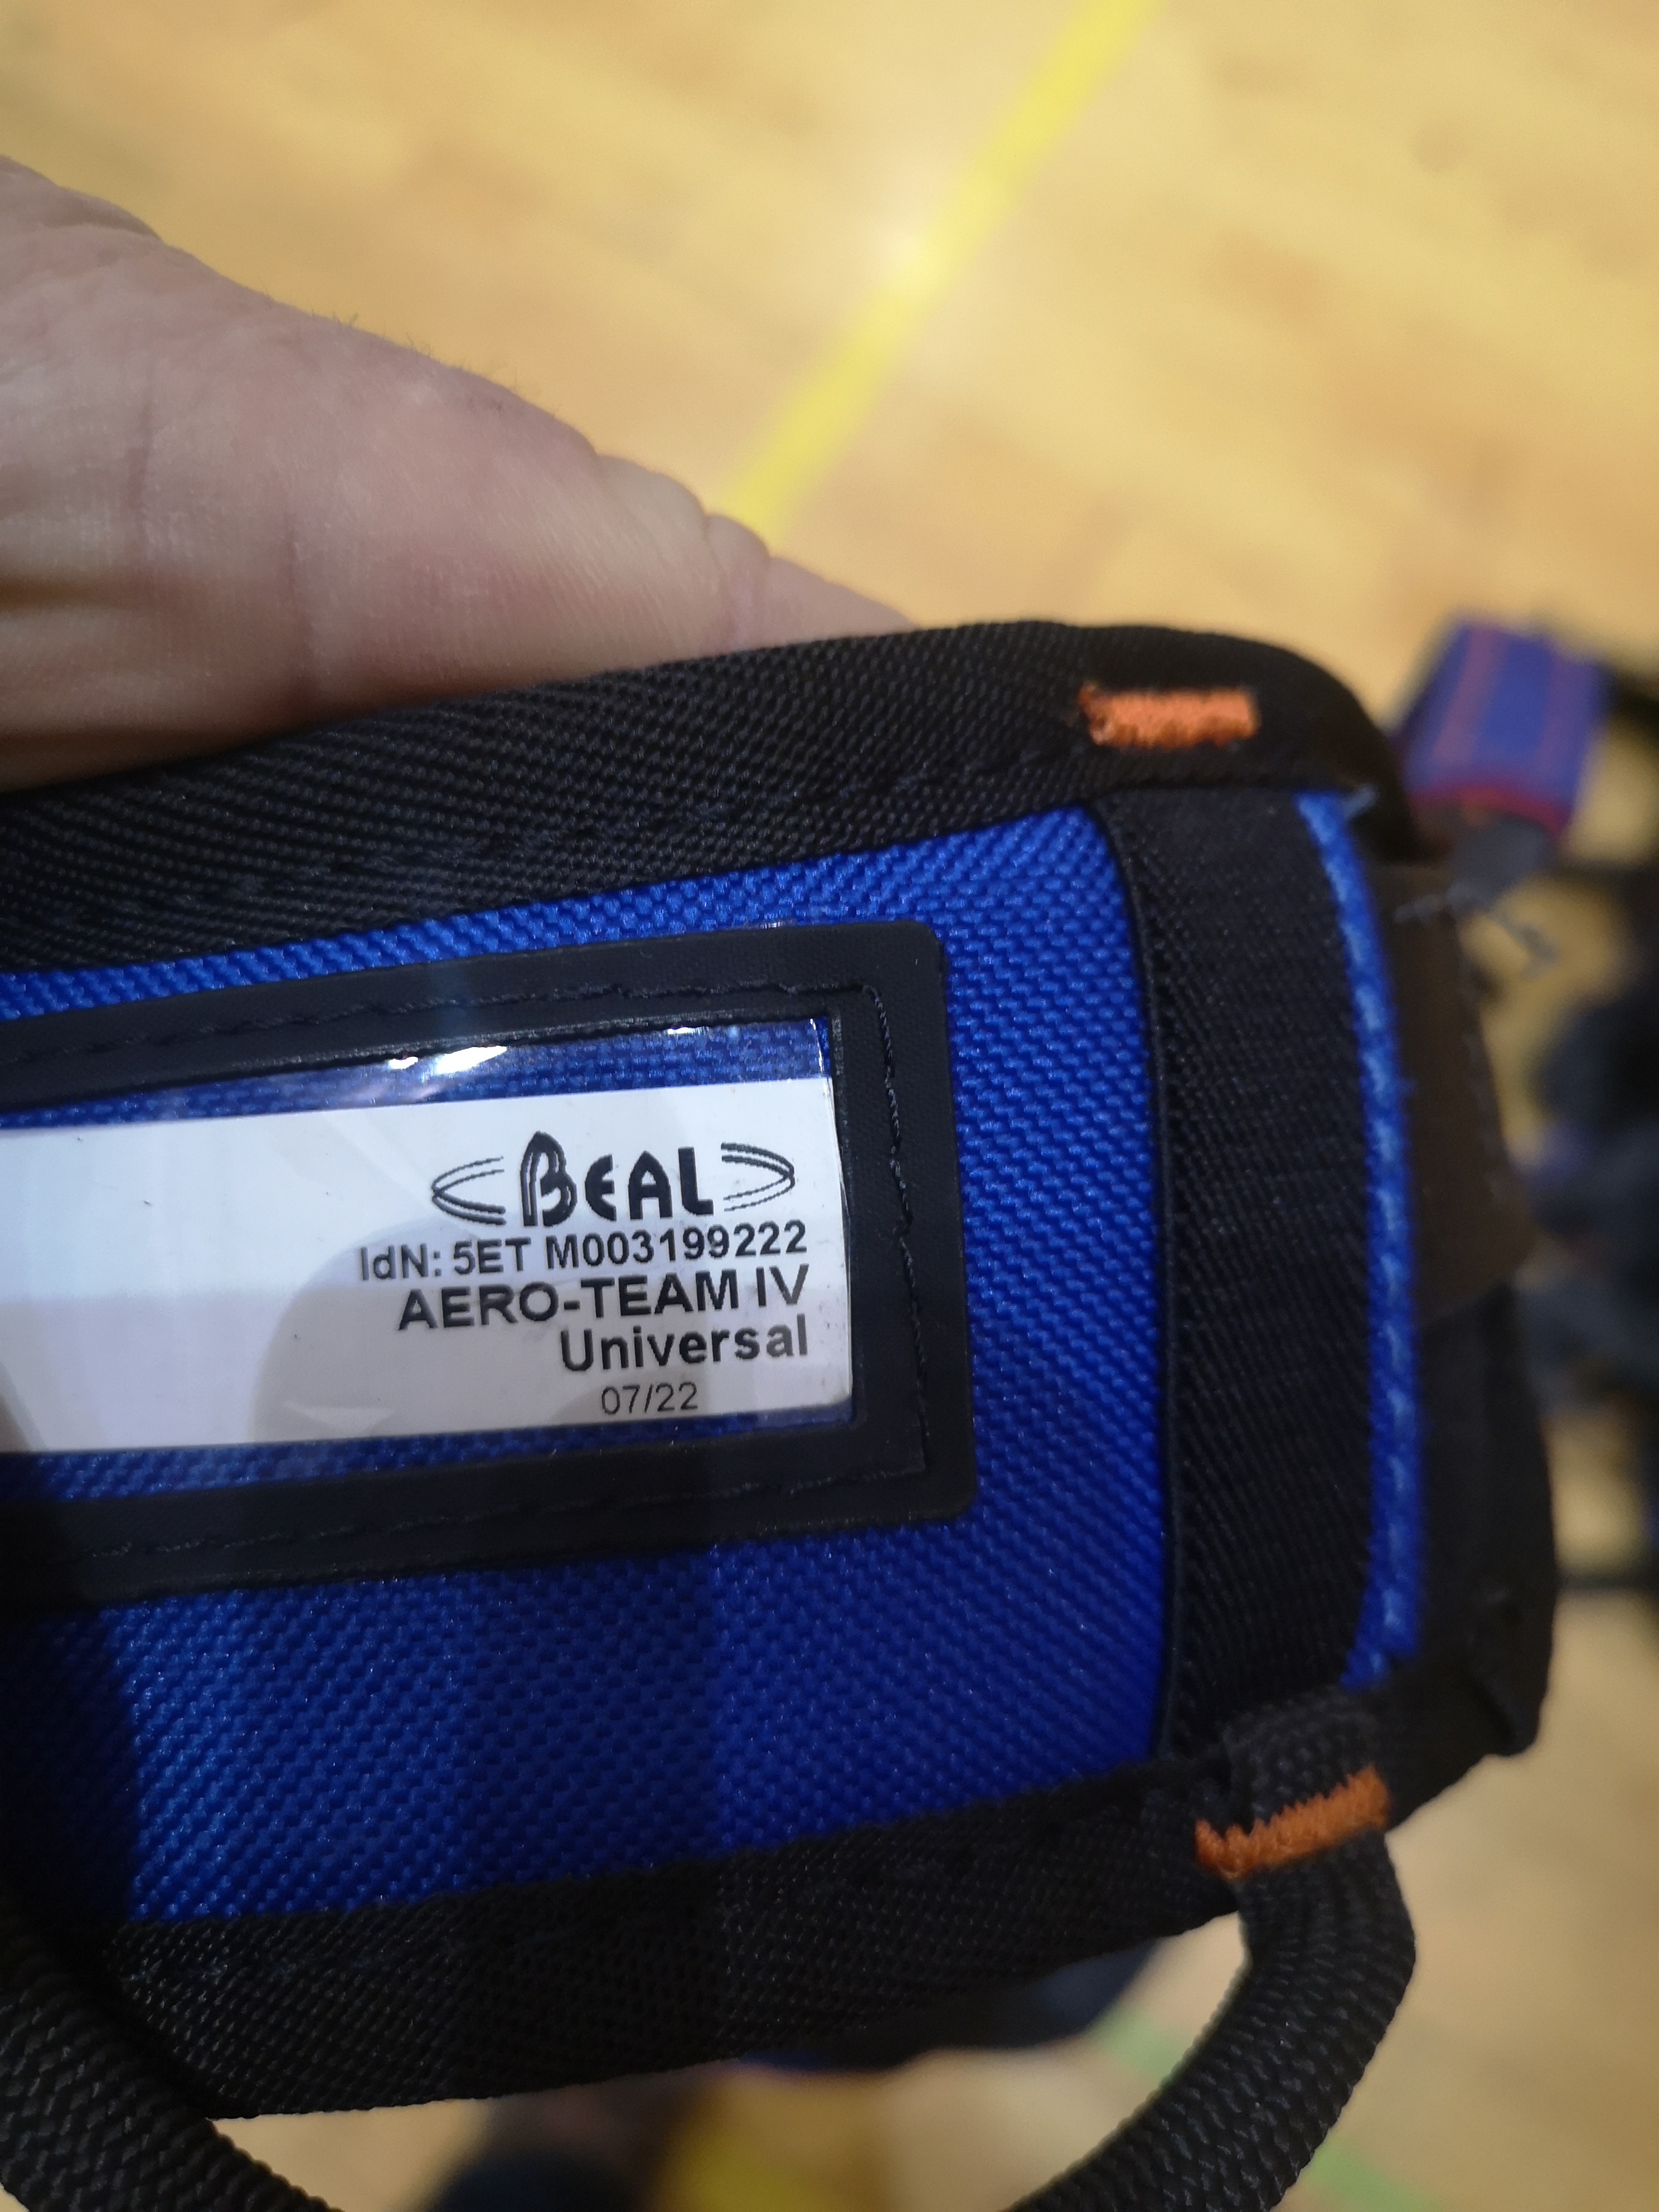 BEAL
IdN: 5ET M003199222
AERO-TEAM IV
Universal
07/22